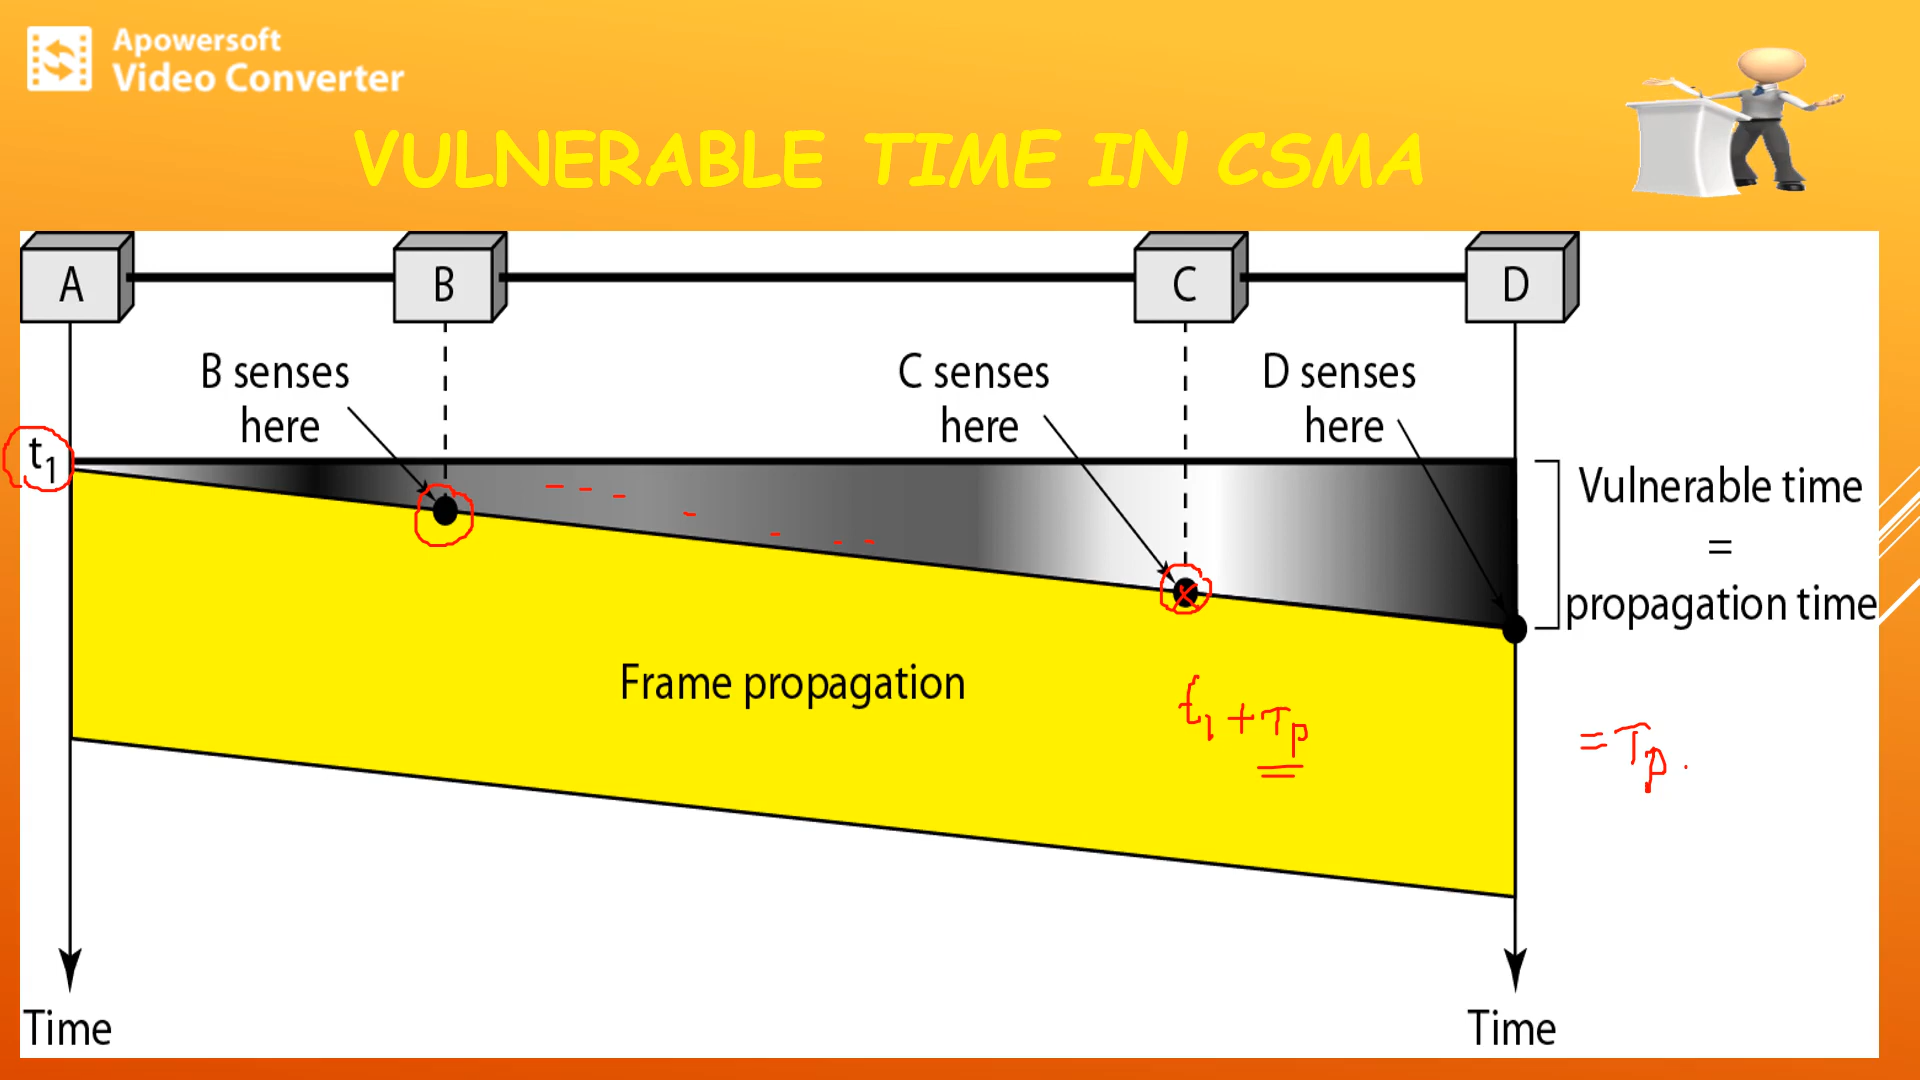 Apowersoft
Video Converter
VULNERABLE TIME IN CSMA
A
B
C
D
B senses
here
C senses
here
D senses
here
t1
Vulnerable time
=
propagation time
Frame propagation
t1 + Tp
= Tp.
Time
Time